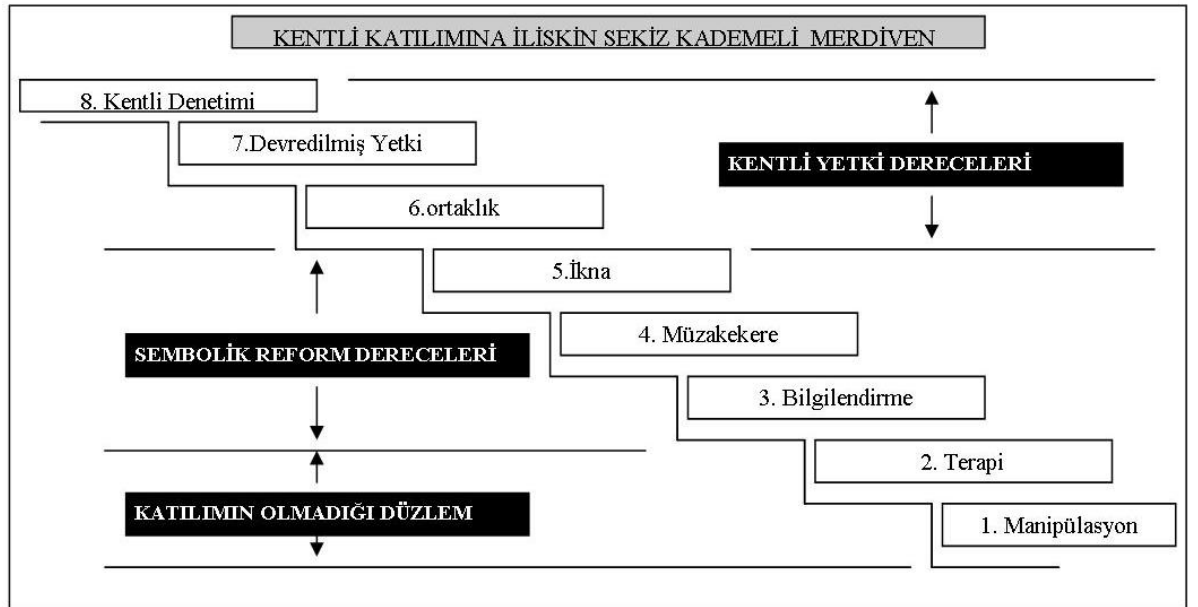 KENTLİ KATILIMINA İLİSKİN SEKİZ KADEMELİ MERDİVEN
8. Kentli Denetimi
7.Devredilmiş Yetki
KENTLİ YETKİ DERECELERİ
6.ortaklık
5.İkna
4. Müzakekere
SEMBOLİK REFORM DERECELERİ
3. Bilgilendirme
2. Terapi
KATILIMIN OLMADIĞI DÜZLEM
1. Manipülasyon